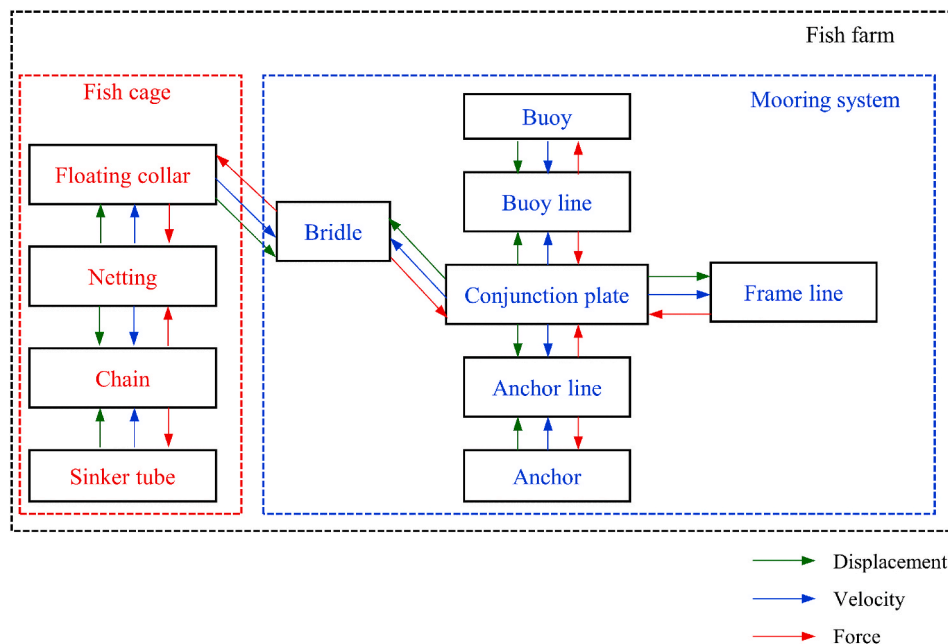 Fish farm
Fish cage
Mooring system
Buoy
Floating collar
Buoy line
Bridle
Netting
Conjunction plate
Frame line
Chain
Anchor line
Sinker tube
Anchor
Displacement
Velocity
Force